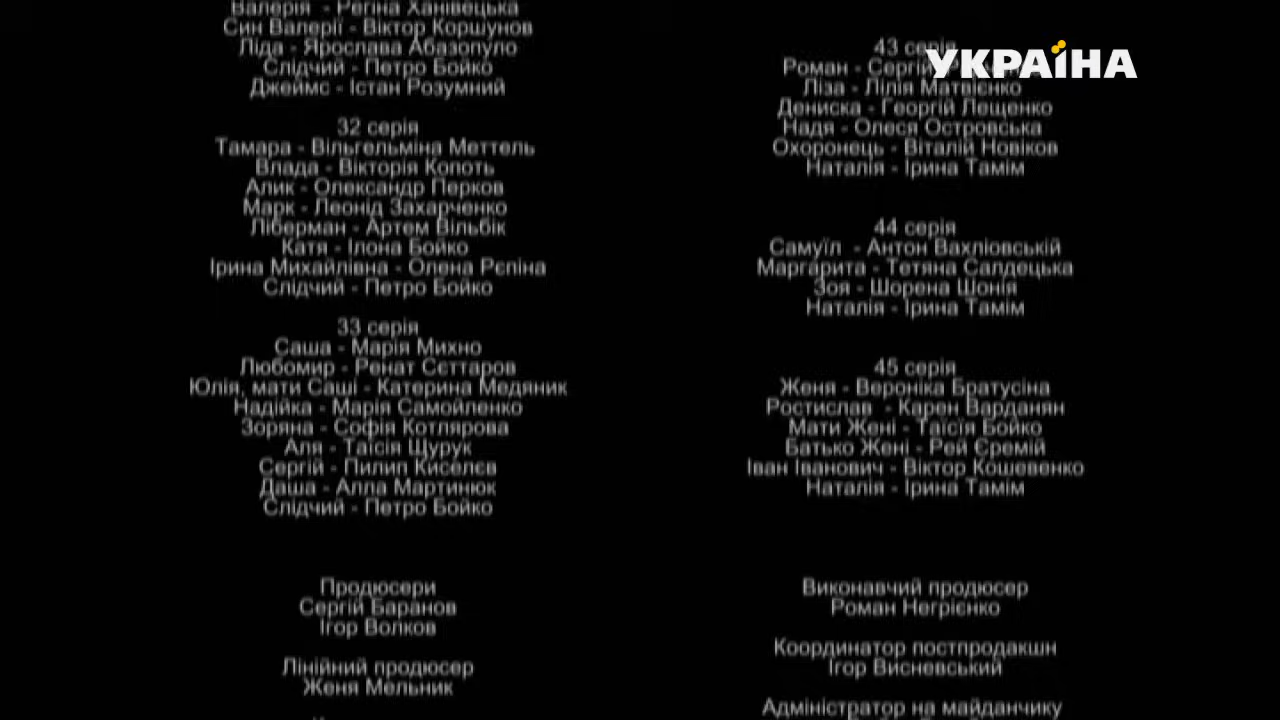 Валерія - Регіна Ханівецька
Син Валерії - Віктор Коршунов
Ліда - Ярослава Абазопуло
Слідчий - Петро Бойко
Джеймс - Істан Розумний
32 серія
Тамара - Вільгельміна Меттель
Влада - Вікторія Копоть
Алик - Олександр Перков
Марк - Леонід Захарченко
Ліберман - Артем Вільбік
Катя - Ілона Бойко
Ірина Михайлівна - Олена Рєпіна
Слідчий - Петро Бойко
33 серія
Саша - Марія Михно
Любомир - Ренат Сєттаров
Юлія, мати Саші - Катерина Медяник
Надійка - Марія Самойленко
Зоряна - Софія Котлярова
Аля - Таїсія Щурук
Сергій - Пилип Киселєв
Даша - Алла Мартинюк
Слідчий - Петро Бойко
Продюсери
Сергій Баранов
Ігор Волков
Лінійний продюсер
Женя Мельник
УКРАЇНА
43 серія
Роман - Сергій
Ліза - Лілія Матвієнко
Дениска - Георгій Лещенко
Надя - Олеся Островська
Охоронець - Віталій Новіков
Наталія - Ірина Тамім
44 серія
Самуїл - Антон Вахліовській
Маргарита - Тетяна Салдецька
Зоя - Шорена Шонія
Наталія - Ірина Тамім
45 серія
Женя - Вероніка Братусіна
Ростислав - Карен Варданян
Мати Жені - Таїсія Бойко
Батько Жені - Рей Єремій
Іван Іванович - Віктор Кошевенко
Наталія - Ірина Тамім
Виконавчий продюсер
Роман Негрієнко
Координатор постпродакшн
Ігор Висневський
Адміністратор на майданчику